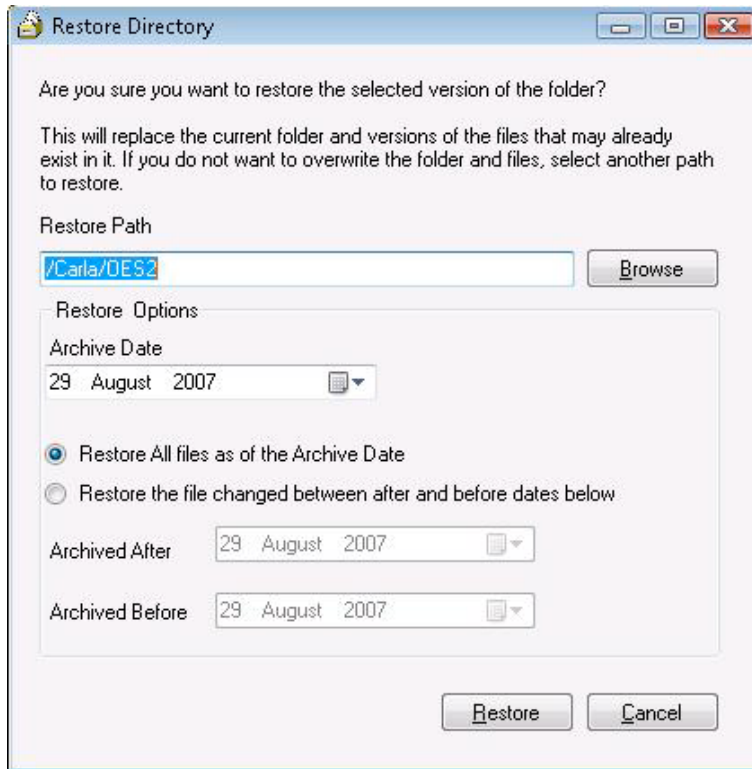 Restore Directory
Are you sure you want to restore the selected version of the folder?
This will replace the current folder and versions of the files that may already
exist in it. If you do not want to overwrite the folder and files, select another path
to restore.
Restore Path
/Carla/OES2
Browse
Restore Options
Archive Date
29 August 2007
Restore All files as of the Archive Date
Restore the file changed between after and before dates below
Archived After 29 August 2007
Archived Before 29 August 2007
Restore Cancel